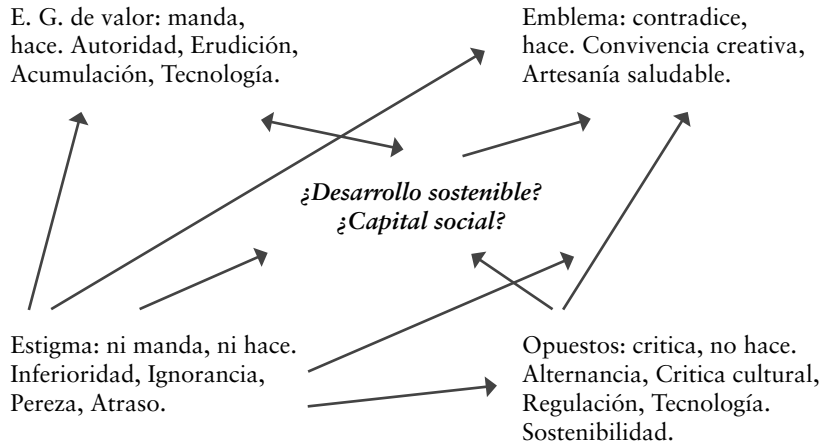 E. G. de valor: manda,
hace. Autoridad, Erudición,
Acumulación, Tecnología.
Emblema: contradice,
hace. Convivencia creativa,
Artesanía saludable.
¿Desarrollo sostenible?
¿Capital social?
Estigma: ni manda, ni hace.
Inferioridad, Ignorancia,
Pereza, Atraso.
Opuestos: critica, no hace.
Alternancia, Critica cultural,
Regulación, Tecnología.
Sostenibilidad.